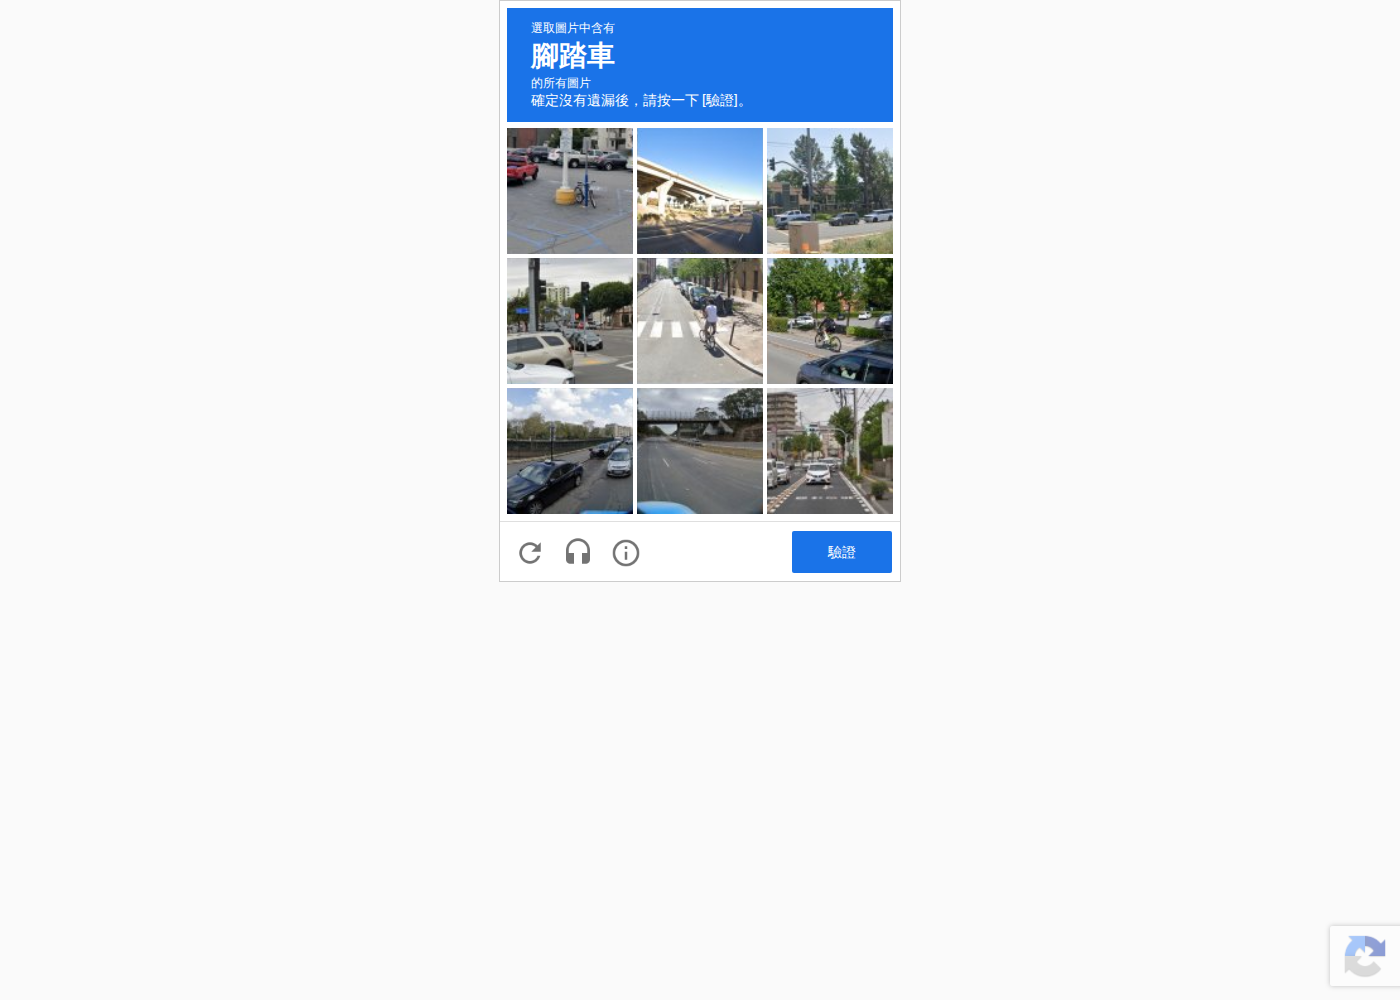 選取圖片中含有
腳踏車
的所有圖片
確定沒有遺漏後，請按一下 [驗證]。
驗證